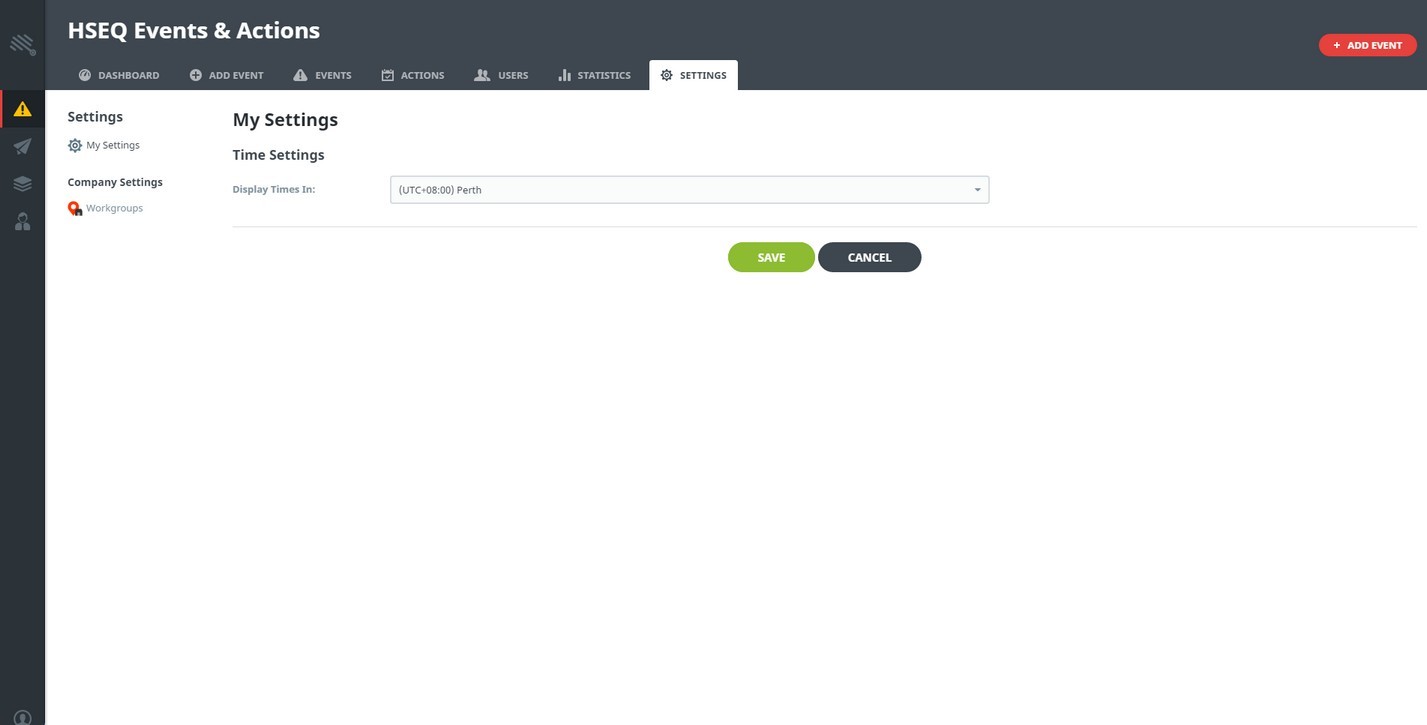 HSEQ Events & Actions
+ ADD EVENT
DASHBOARD ADD EVENT EVENTS ACTIONS USERS STATISTICS SETTINGS
Settings
My Settings
Company Settings
Workgroups
My Settings
Time Settings
Display Times In: (UTC+08:00) Perth
SAVE CANCEL